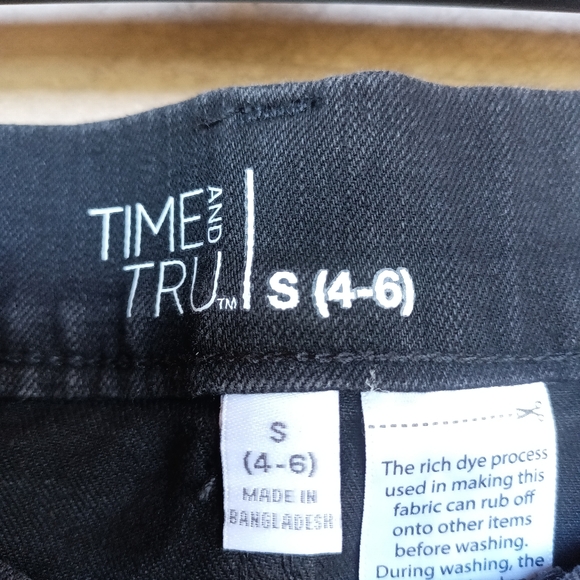 TIME AND
TRU™
S (4-6)
S
(4-6)
MADE IN
BANGLADESH
The rich dye process
used in making this
fabric can rub off
onto other items
before washing.
During washing, the